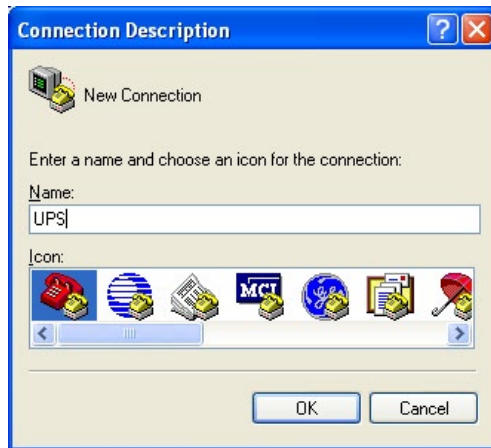 Connection Description
New Connection
Enter a name and choose an icon for the connection:
Name:
UPS
Icon:
MCI
OK
Cancel